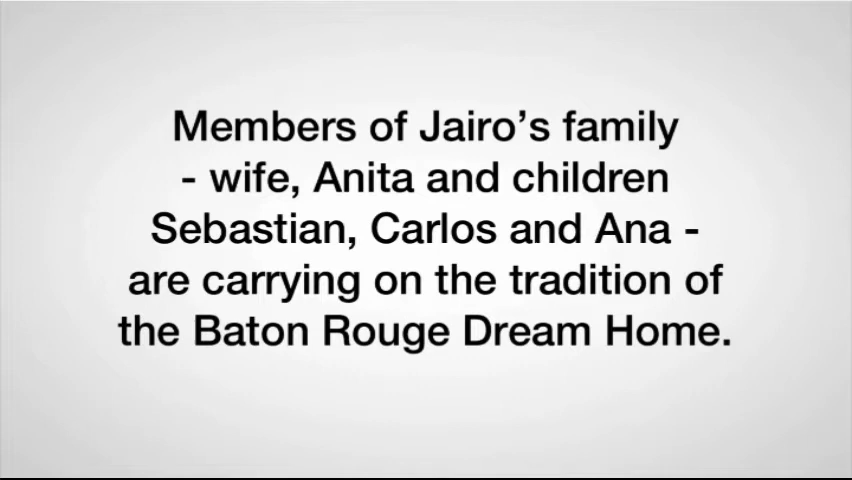 Members of Jairo’s family
- wife, Anita and children
Sebastian, Carlos and Ana -
are carrying on the tradition of
the Baton Rouge Dream Home.